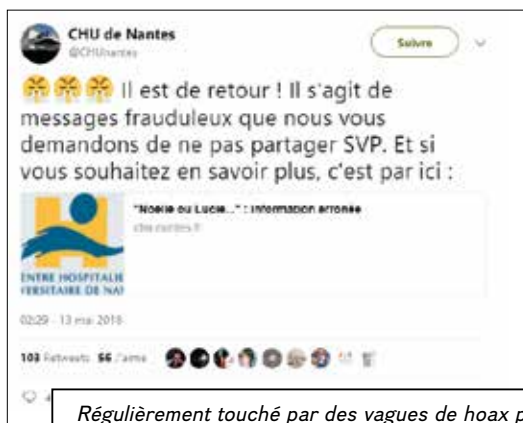 CHU de Nantes
@CHUnantes
Suivre
Il est de retour ! Il s'agit de
messages frauduleux que nous vous
demandons de ne pas partager SVP. Et si
vous souhaitez en savoir plus, c'est par ici :
"Noélie ou Lucie..." : information erronée
chu-nantes.fr
ENTRE HOSPITALIE
VERSITAIRE DE NAN
02:29 - 13 mai 2018
103 Retweets 56 J'aime
4
Régulièrement touché par des vagues de hoax p